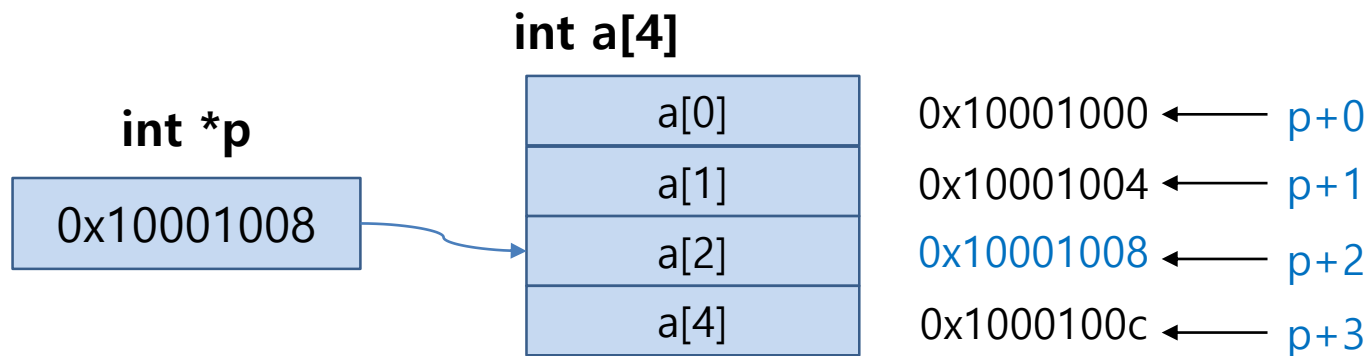 int a[4]
int *p
0x10001008
a[0] 0x10001000 p+0
a[1] 0x10001004 p+1
a[2] 0x10001008 p+2
a[4] 0x1000100c p+3